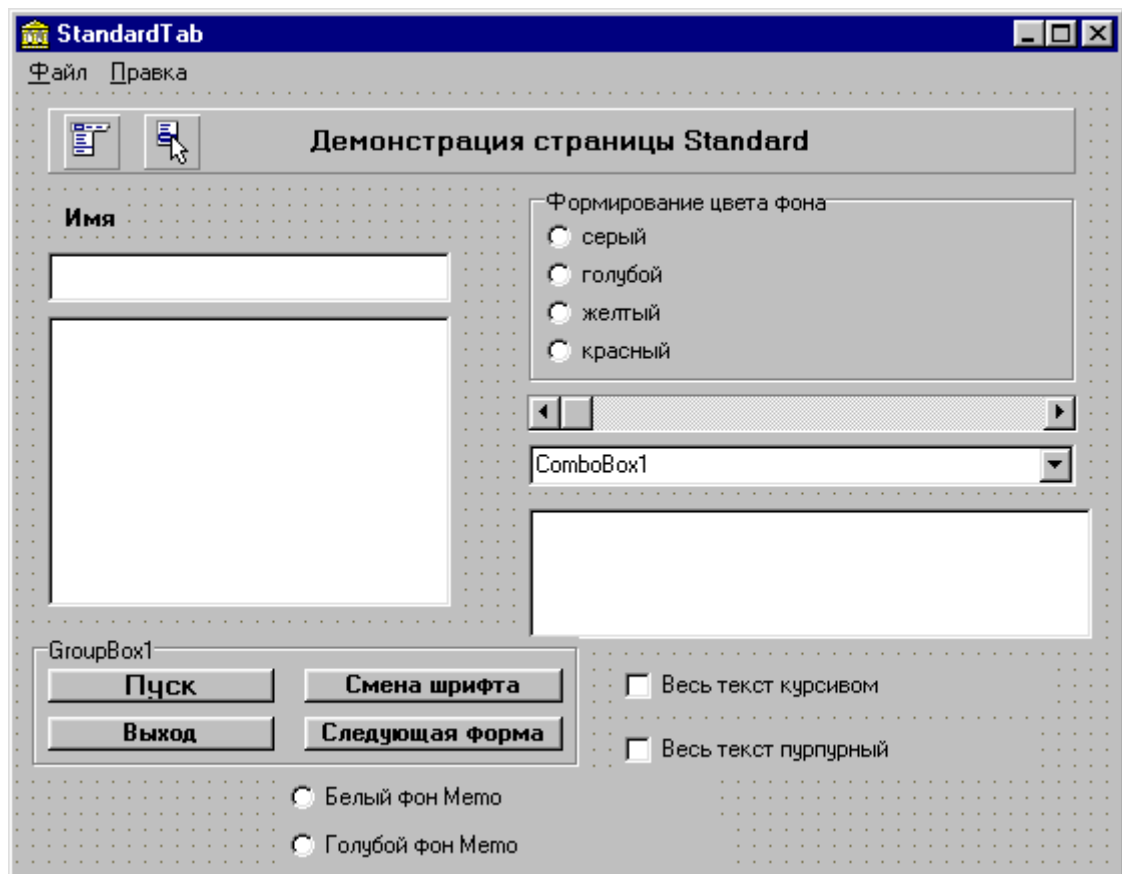 StandardTab
Файл Правка
Демонстрация страницы Standard
Имя
Формирование цвета фона
серый
голубой
желтый
красный
ComboBox1
GroupBox1
Пуск
Смена шрифта
Выход
Следующая форма
Весь текст курсивом
Весь текст пурпурный
Белый фон Memo
Голубой фон Memo